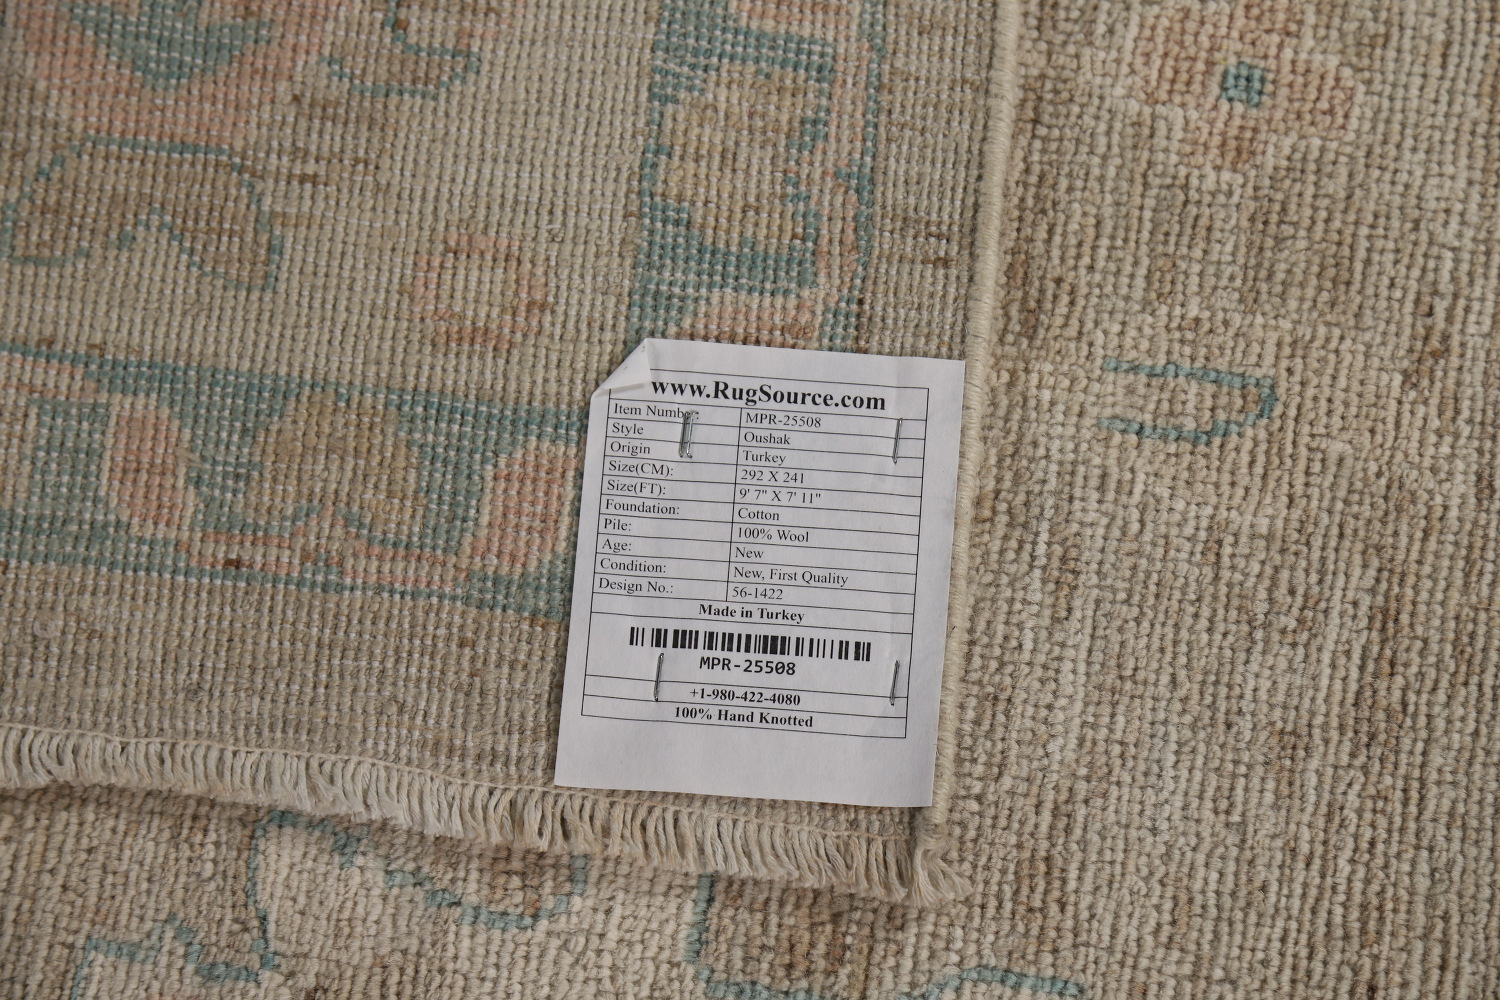 www.RugSource.com
Item Number: MPR-25508
Style Oushak
Origin Turkey
Size(CM): 292 X 241
Size(FT): 9' 7" X 7' 11"
Foundation: Cotton
Pile: 100% Wool
Age: New
Condition: New, First Quality
Design No.: 56-1422
Made in Turkey
MPR-25508
+1-980-422-4080
100% Hand Knotted